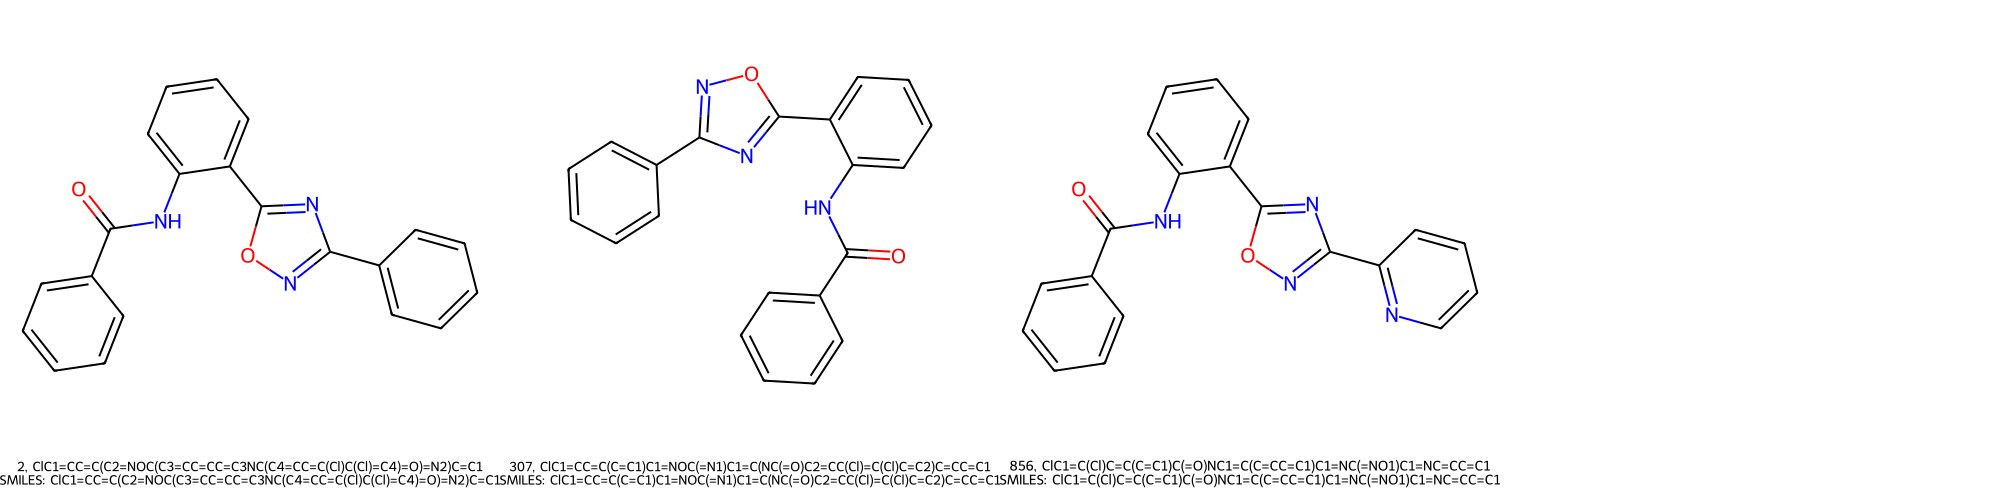 O
NH
O
N
N
N
O
N
HN
O
O
NH
O
N
N
N
2, ClC1=CC=C(C2=NOC(C3=CC=CC=C3NC(C4=CC=C(Cl)C(Cl)=C4)=O)=N2)C=C1
307, ClC1=CC=C(C=C1)C1=NOC(=N1)C1=C(NC(=O)C2=CC(Cl)=C(Cl)C=C2)C=CC=C1
856, ClC1=C(Cl)C=C(C=C1)C(=O)NC1=C(C=CC=C1)C1=NC(=NO1)C1=NC=CC=C1
SMILES: ClC1=CC=C(C2=NOC(C3=CC=CC=C3NC(C4=CC=C(Cl)C(Cl)=C4)=O)=N2)C=C1
SMILES: ClC1=CC=C(C=C1)C1=NOC(=N1)C1=C(NC(=O)C2=CC(Cl)=C(Cl)C=C2)C=CC=C1
SMILES: ClC1=C(Cl)C=C(C=C1)C(=O)NC1=C(C=CC=C1)C1=NC(=NO1)C1=NC=CC=C1